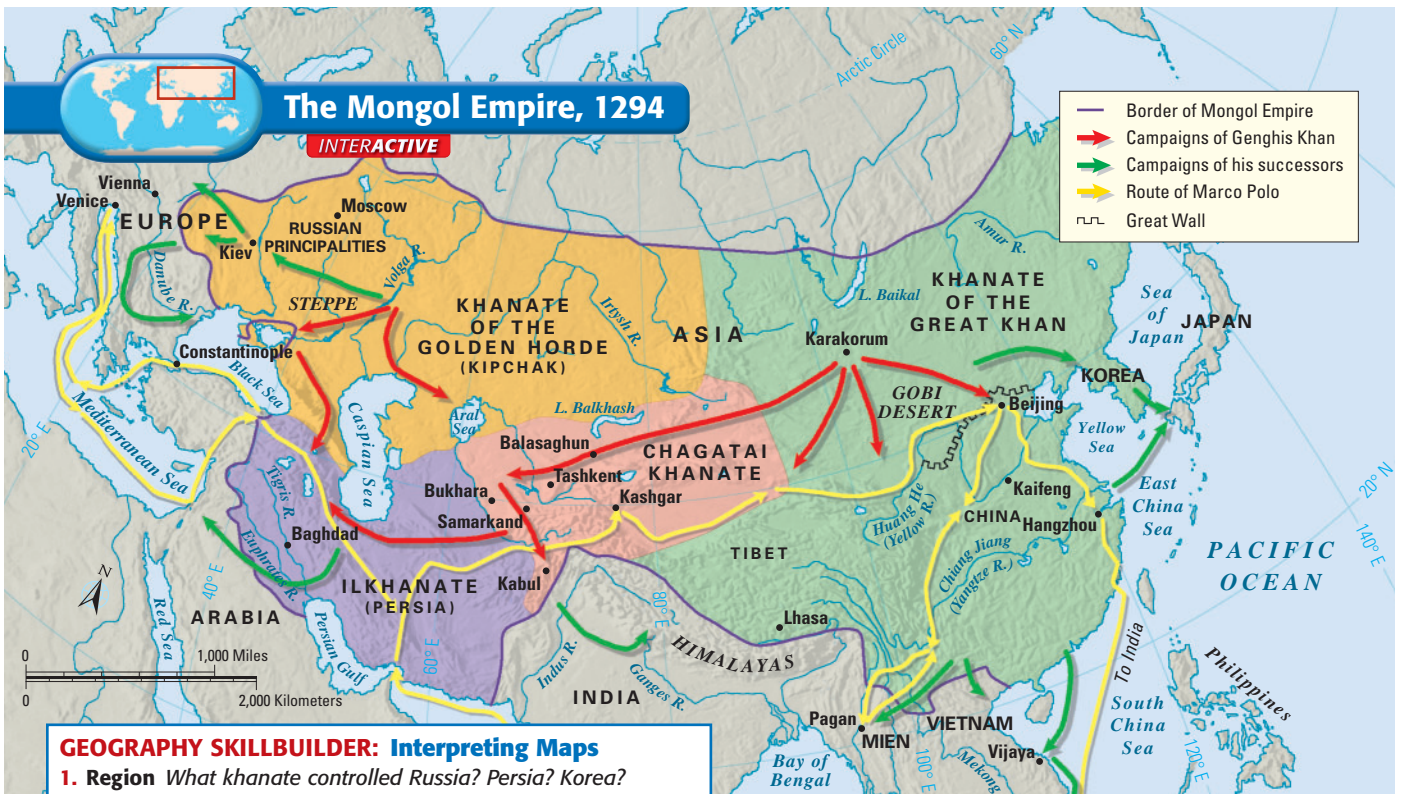 The Mongol Empire, 1294
INTERACTIVE
Border of Mongol Empire
Campaigns of Genghis Khan
Campaigns of his successors
Route of Marco Polo
Great Wall
Arctic Circle
60° N
Vienna
Venice
EUROPE
Moscow
RUSSIAN
PRINCIPALITIES
Kiev
Danube R.
Volga R.
STEPPE
KHANATE
OF THE
GOLDEN HORDE
(KIPCHAK)
Irtysh R.
ASIA
L. Baikal
Amur R.
KHANATE
OF THE
GREAT KHAN
Sea
of
Japan
JAPAN
Karakorum
Constantinople
Black Sea
Caspian Sea
Aral
Sea
L. Balkhash
GOBI
DESERT
KOREA
Beijing
Yellow
Sea
20° E
Mediterranean Sea
Balasaghun
CHAGATAI
KHANATE
Tashkent
Bukhara
Kashgar
Samarkand
Tigris R.
Baghdad
Euphrates R.
Huang He
(Yellow R.)
Kaifeng
CHINA
Hangzhou
East
China
Sea
20° N
140° E
PACIFIC
OCEAN
TIBET
Chiang Jiang
(Yangtze R.)
ILKHANATE
(PERSIA)
Kabul
N
40° E
ARABIA
Red Sea
Persian Gulf
60° E
80° E
Lhasa
HIMALAYAS
Indus R.
Ganges R.
INDIA
To India
Philippines
0 1,000 Miles
0 2,000 Kilometers
Pagan
MIEN
VIETNAM
Vijaya
South
China
Sea
Bay of
Bengal
100° E
Mekong
120° E
GEOGRAPHY SKILLBUILDER: Interpreting Maps
1. Region What khanate controlled Russia? Persia? Korea?